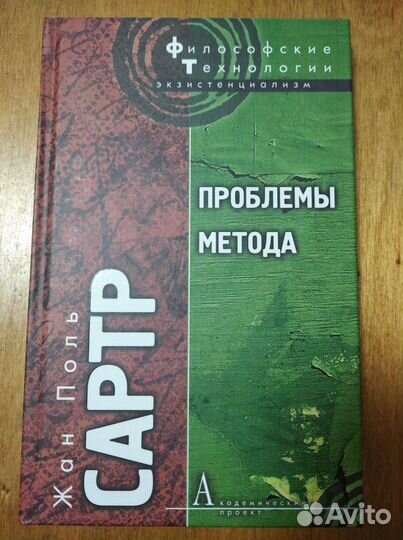 Философские
Технологии
экзистенциализм
Жан Поль
САРТР
ПРОБЛЕМЫ
МЕТОДА
Академический
проект
Avito